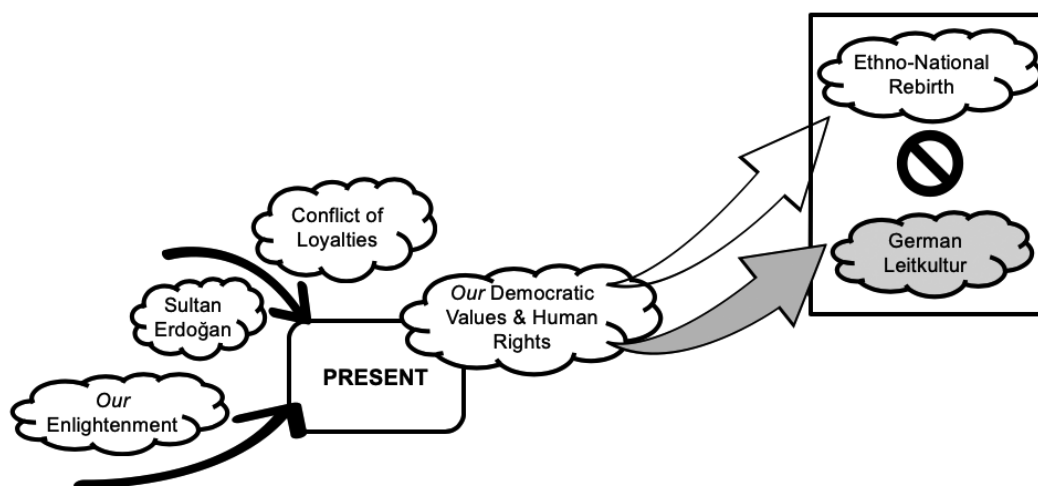 Ethno-National
Rebirth
German
Leitkultur
Conflict of
Loyalties
Sultan
Erdoğan
Our Democratic
Values & Human
Rights
PRESENT
Our
Enlightenment